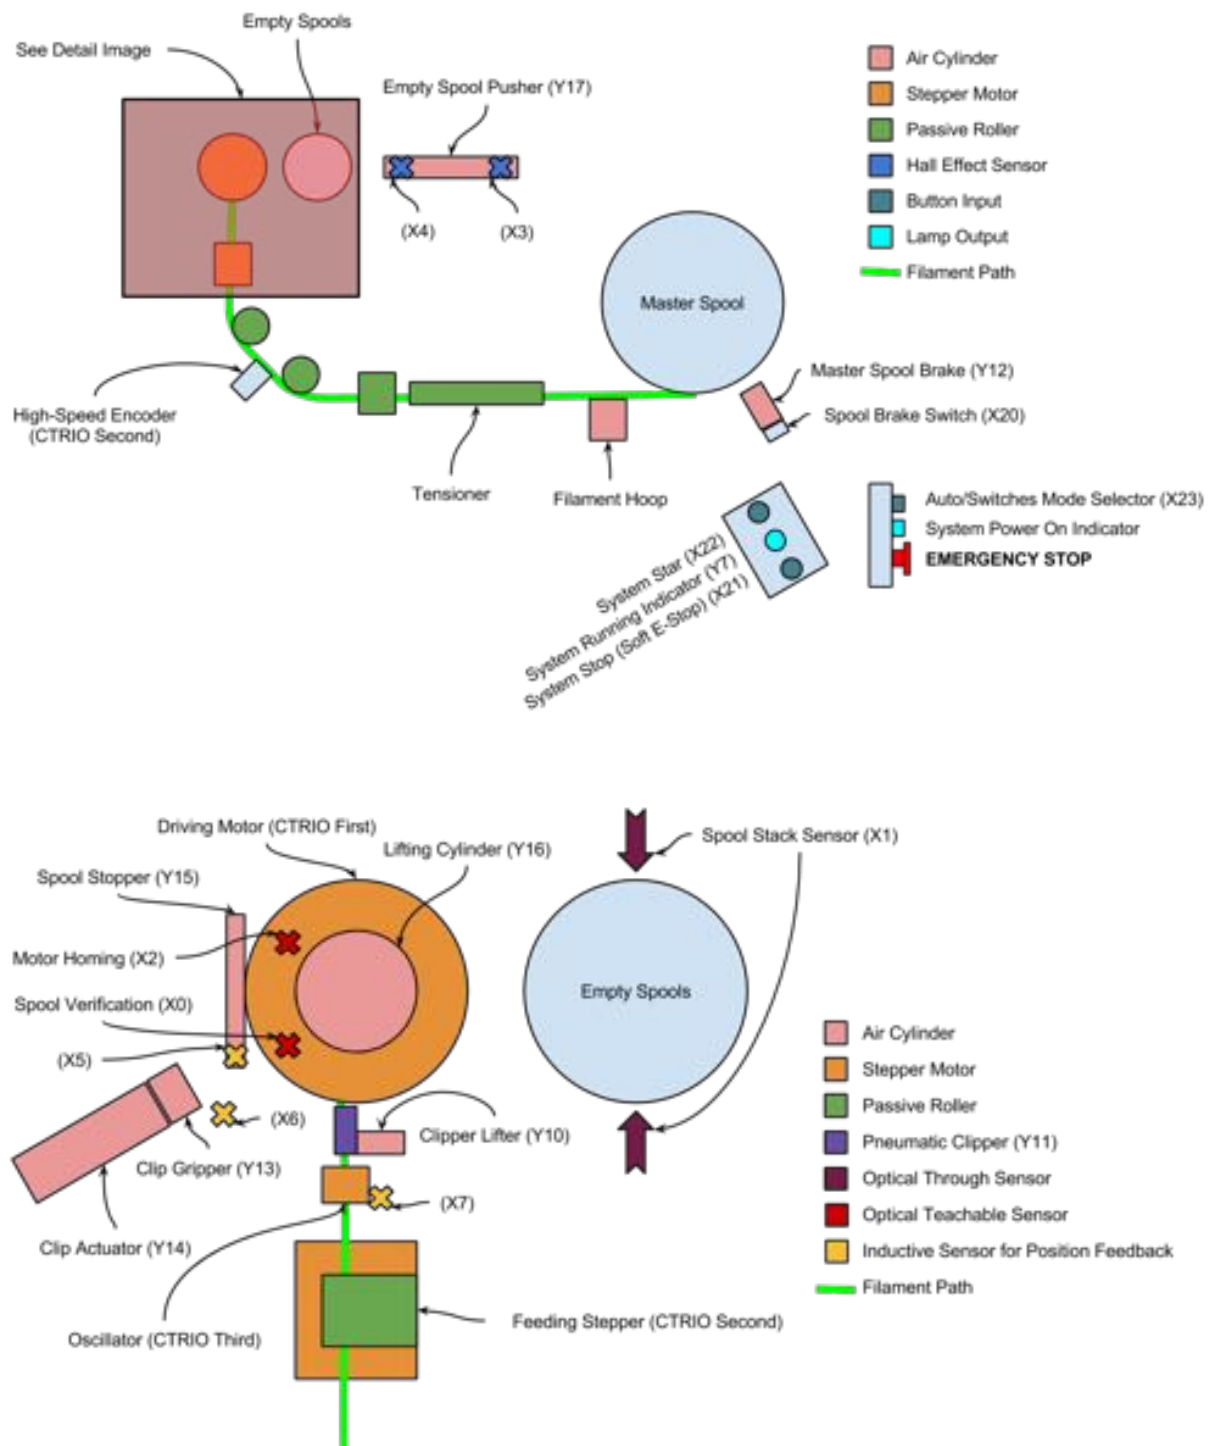 Empty Spools
See Detail Image
Empty Spool Pusher (Y17)
(X4)
(X3)
Air Cylinder
Stepper Motor
Passive Roller
Hall Effect Sensor
Button Input
Lamp Output
Filament Path
Master Spool
High-Speed Encoder
(CTRIO Second)
Tensioner
Filament Hoop
Master Spool Brake (Y12)
Spool Brake Switch (X20)
System Star (X22)
System Running Indicator (Y7)
System Stop (Soft E-Stop) (X21)
Auto/Switches Mode Selector (X23)
System Power On Indicator
EMERGENCY STOP
Driving Motor (CTRIO First)
Lifting Cylinder (Y16)
Spool Stopper (Y15)
Motor Homing (X2)
Spool Verification (X0)
(X5)
(X6)
Clip Gripper (Y13)
Clip Actuator (Y14)
Clipper Lifter (Y10)
(X7)
Oscillator (CTRIO Third)
Feeding Stepper (CTRIO Second)
Spool Stack Sensor (X1)
Empty Spools
Air Cylinder
Stepper Motor
Passive Roller
Pneumatic Clipper (Y11)
Optical Through Sensor
Optical Teachable Sensor
Inductive Sensor for Position Feedback
Filament Path